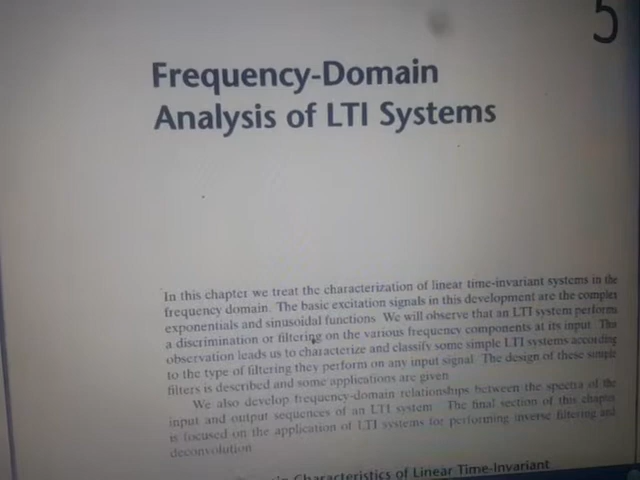 5
Frequency-Domain
Analysis of LTI Systems
In this chapter we treat the characterization of linear time-invariant systems in the
frequency domain. The basic excitation signals in this development are the complex
exponentials and sinusoidal functions. We will observe that an LTI system performs
a discrimination or filtering on the various frequency components at its input. This
observation leads us to characterize and classify some simple LTI systems according
to the type of filtering they perform on any input signal. The design of these simple
filters is described and some applications are given.
We also develop frequency-domain relationships between the spectra of the
input and output sequences of an LTI system. The final section of this chapter
is focused on the application of LTI systems for performing inverse filtering and
deconvolution.
Characteristics of Linear Time-Invariant